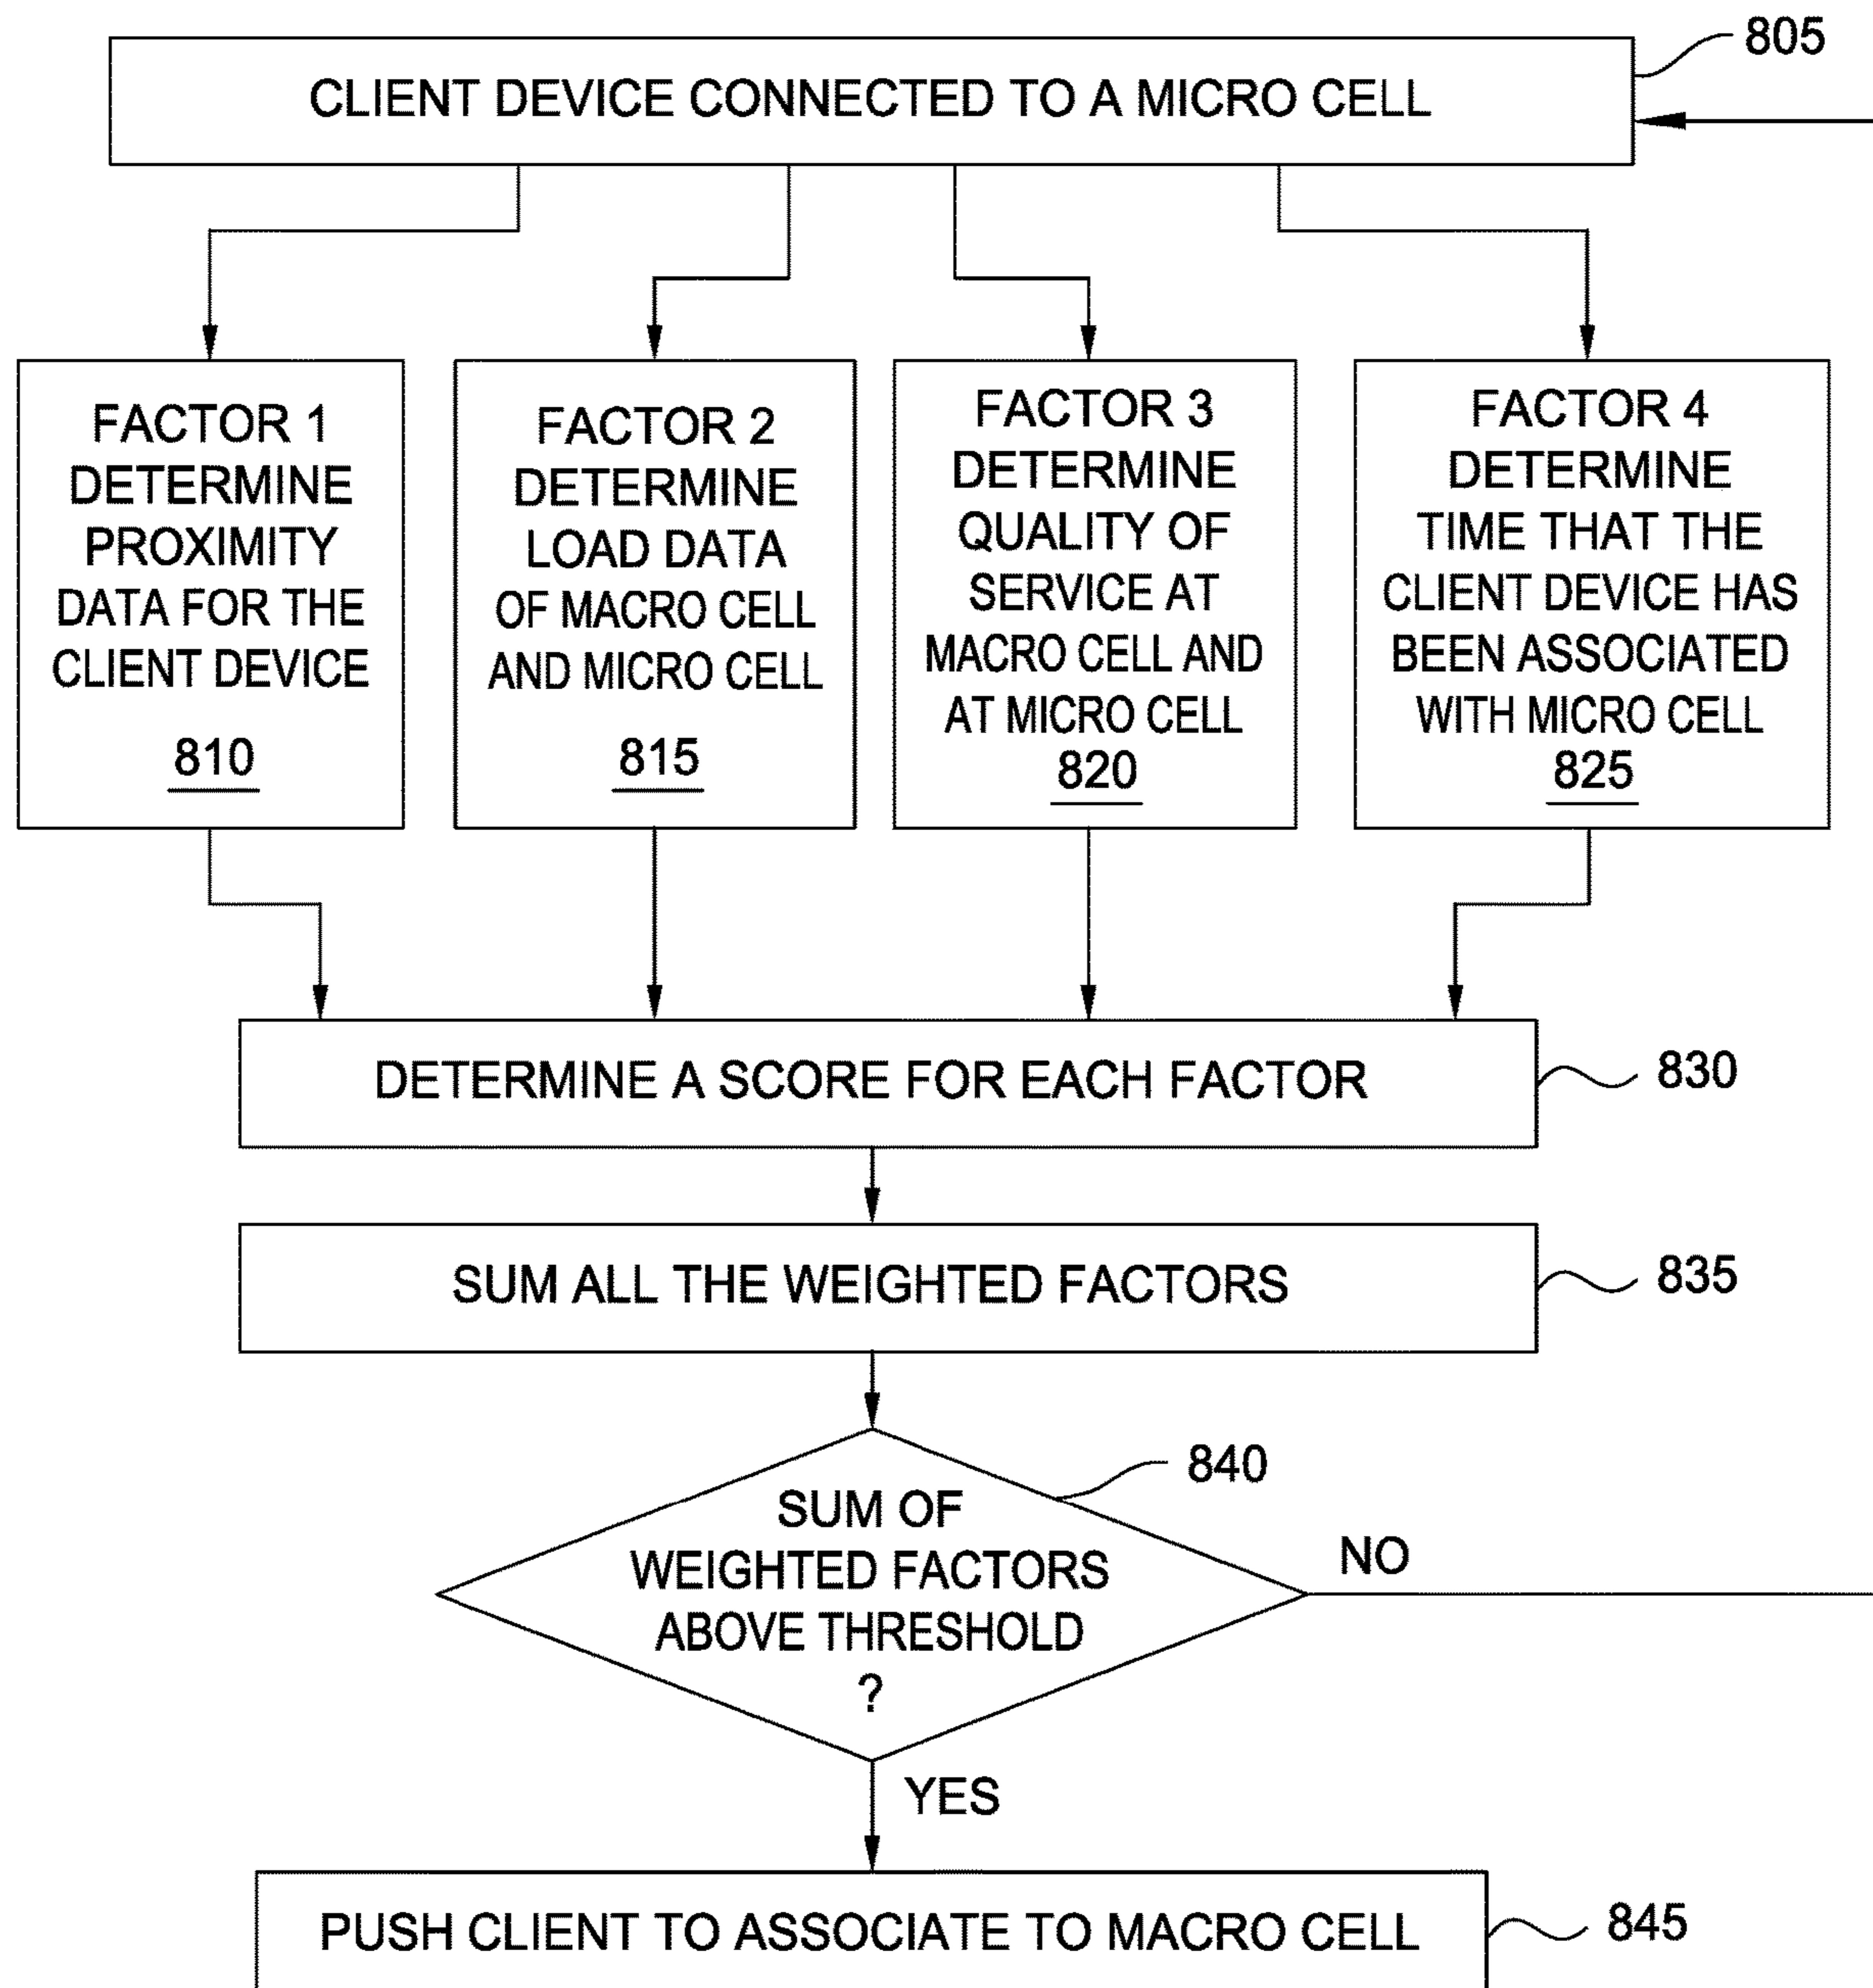 805
CLIENT DEVICE CONNECTED TO A MICRO CELL
FACTOR 1
DETERMINE
PROXIMITY
DATA FOR THE
CLIENT DEVICE
810
FACTOR 2
DETERMINE
LOAD DATA
OF MACRO CELL
AND MICRO CELL
815
FACTOR 3
DETERMINE
QUALITY OF
SERVICE AT
MACRO CELL AND
AT MICRO CELL
820
FACTOR 4
DETERMINE
TIME THAT THE
CLIENT DEVICE HAS
BEEN ASSOCIATED
WITH MICRO CELL
825
DETERMINE A SCORE FOR EACH FACTOR
830
SUM ALL THE WEIGHTED FACTORS
835
840
SUM OF
WEIGHTED FACTORS
ABOVE THRESHOLD
?
NO
YES
PUSH CLIENT TO ASSOCIATE TO MACRO CELL
845